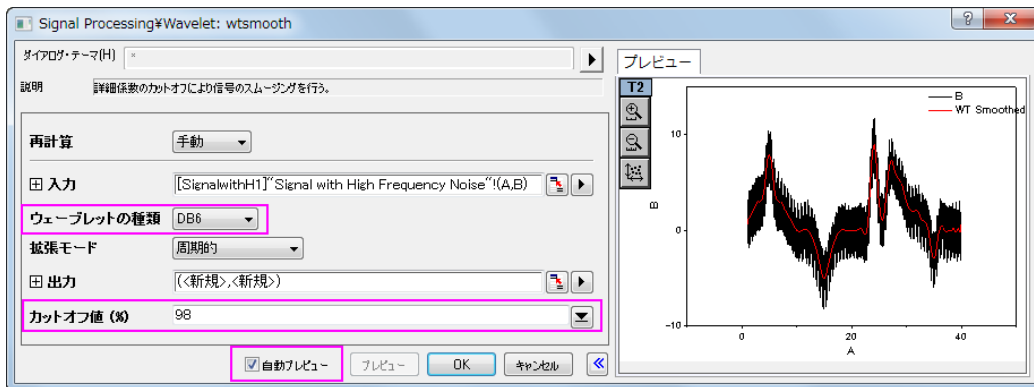 Signal Processing¥Wavelet: wtsmooth
ダイアログ・テーマ(H) *
説明 詳細係数のカットオフにより信号のスムージングを行う。
再計算 手動
入力 [SignalwithH1]"Signal with High Frequency Noise"!(A,B)
ウェーブレットの種類 DB6
拡張モード 周期的
出力 (<新規>,<新規>)
カットオフ値 (%) 98
自動プレビュー プレビュー OK キャンセル
プレビュー
T2
B
WT Smoothed
10
0
-10
B
0
20
40
A